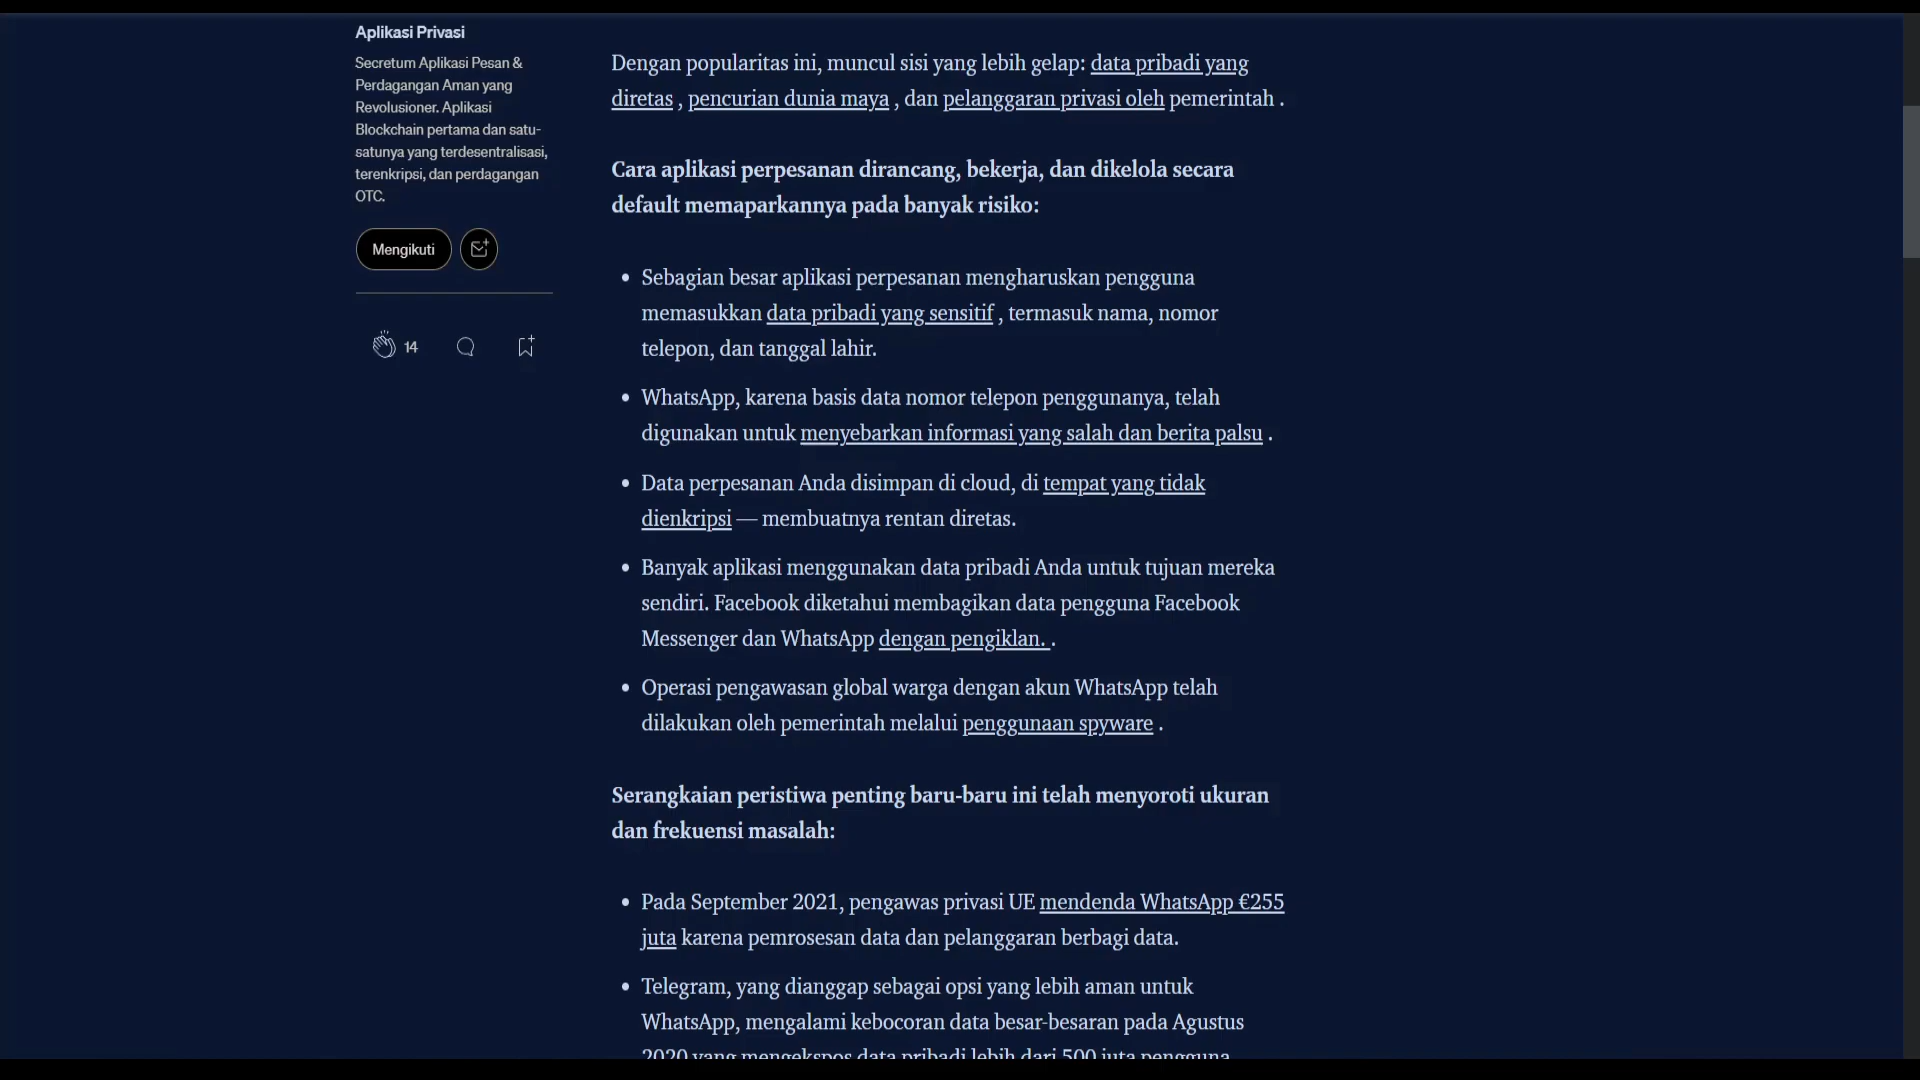 Aplikasi Privasi
Secretum Aplikasi Pesan &
Perdagangan Aman yang
Revolusioner. Aplikasi
Blockchain pertama dan satu-
satunya yang terdesentralisasi,
terenkripsi, dan perdagangan
OTC.
Mengikuti
14
Dengan popularitas ini, muncul sisi yang lebih gelap: data pribadi yang
diretas , pencurian dunia maya , dan pelanggaran privasi oleh pemerintah .
Cara aplikasi perpesanan dirancang, bekerja, dan dikelola secara
default memaparkannya pada banyak risiko:
• Sebagian besar aplikasi perpesanan mengharuskan pengguna
memasukkan data pribadi yang sensitif , termasuk nama, nomor
telepon, dan tanggal lahir.
• WhatsApp, karena basis data nomor telepon penggunanya, telah
digunakan untuk menyebarkan informasi yang salah dan berita palsu .
• Data perpesanan Anda disimpan di cloud, di tempat yang tidak
dienkripsi — membuatnya rentan diretas.
• Banyak aplikasi menggunakan data pribadi Anda untuk tujuan mereka
sendiri. Facebook diketahui membagikan data pengguna Facebook
Messenger dan WhatsApp dengan pengiklan. .
• Operasi pengawasan global warga dengan akun WhatsApp telah
dilakukan oleh pemerintah melalui penggunaan spyware .
Serangkaian peristiwa penting baru-baru ini telah menyoroti ukuran
dan frekuensi masalah:
• Pada September 2021, pengawas privasi UE mendenda WhatsApp €255
juta karena pemrosesan data dan pelanggaran berbagi data.
• Telegram, yang dianggap sebagai opsi yang lebih aman untuk
WhatsApp, mengalami kebocoran data besar-besaran pada Agustus
2020 yang mengekspos data pribadi lebih dari 500 juta pengguna